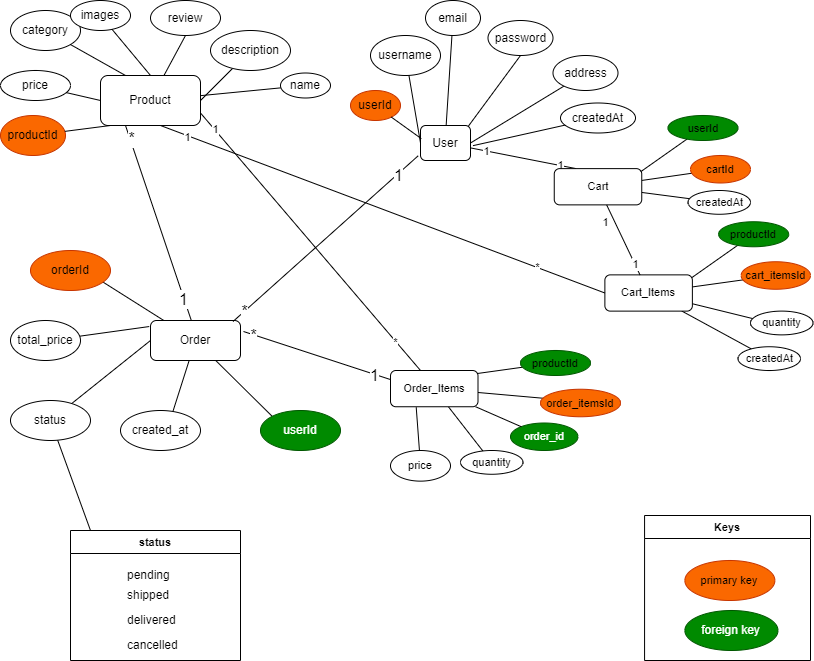 images
review
email
category
description
username
password
price
name
userId
address
Product
createdAt
productId
User
userId
*
1
1
1
1
Cart
cartId
createdAt
1
1
productId
orderId
*
1
Cart_Items
cart_itemsId
1
*
quantity
total_price
Order
*
*
createdAt
1
Order_Items
productId
order_itemsId
status
created_at
userId
order_id
price
quantity
status
pending
shipped
delivered
cancelled
Keys
primary key
foreign key